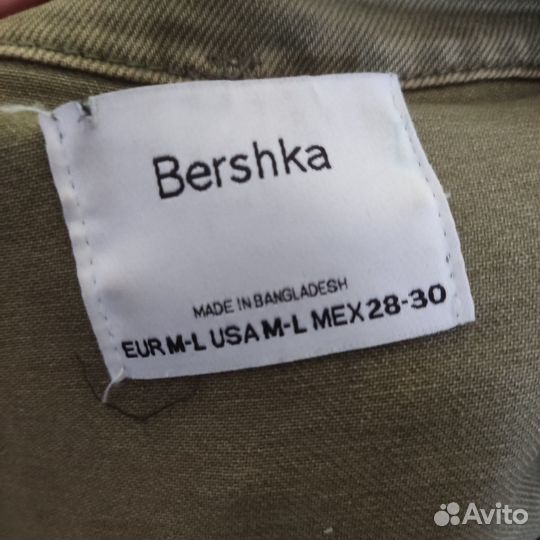 Bershka
MADE IN BANGLADESH
EUR M-L USA M-L MEX 28-30
Avito